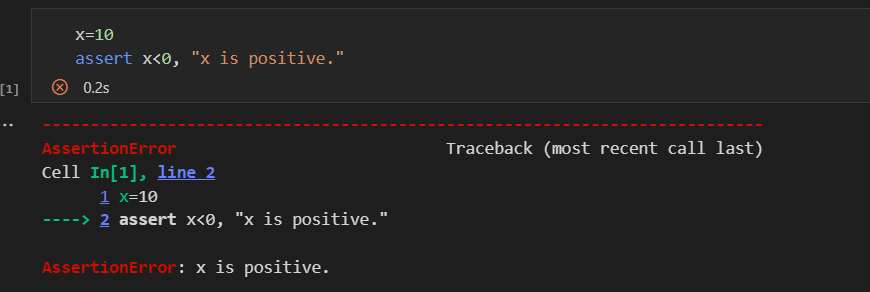 x=10
assert x<0, "x is positive."
[1]
0.2s
..
---------------------------------------------------------------------------
AssertionError                            Traceback (most recent call last)
Cell In[1], line 2
      1 x=10
----> 2 assert x<0, "x is positive."
AssertionError: x is positive.